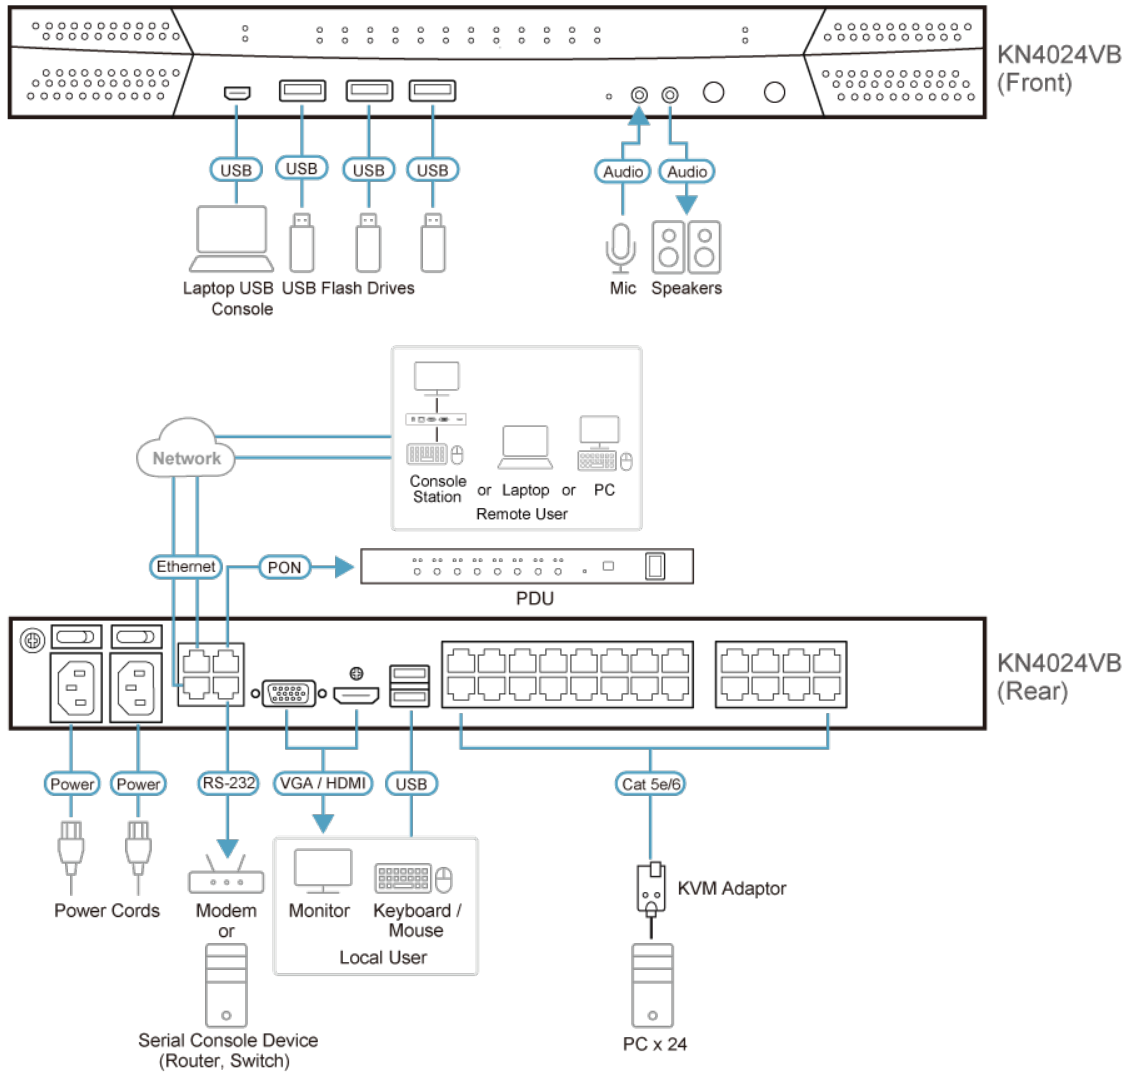 KN4024VB
(Front)
USB
USB
USB
USB
Audio
Audio
Laptop USB
Console
USB Flash Drives
Mic
Speakers
Network
Console
Station
or
Laptop
or
PC
Remote User
Ethernet
PON
PDU
KN4024VB
(Rear)
Power
Power
RS-232
VGA / HDMI
USB
Cat 5e/6
Power Cords
Modem
or
Monitor
Keyboard /
Mouse
Local User
KVM Adaptor
Serial Console Device
(Router, Switch)
PC x 24